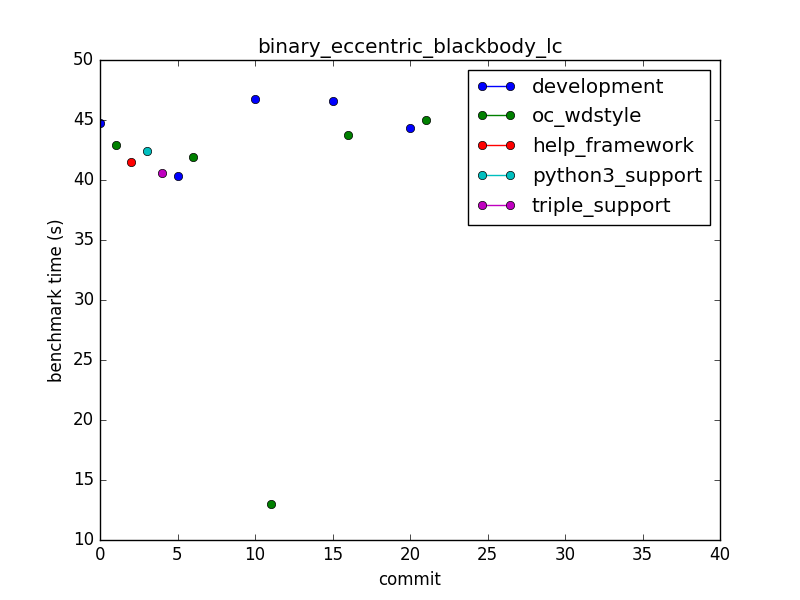 binary_eccentric_blackbody_lc
50
45
40
35
30
25
20
15
10
benchmark time (s)
development
oc_wdstyle
help_framework
python3_support
triple_support
0 5 10 15 20 25 30 35 40
commit